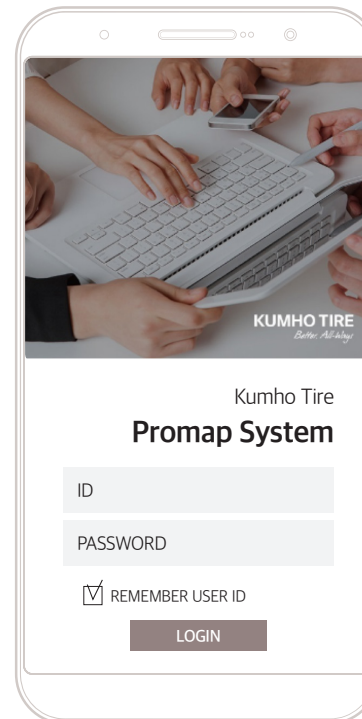 KUMHO TIRE
Better, All-Ways
Kumho Tire
Promap System
ID
PASSWORD
REMEMBER USER ID
LOGIN